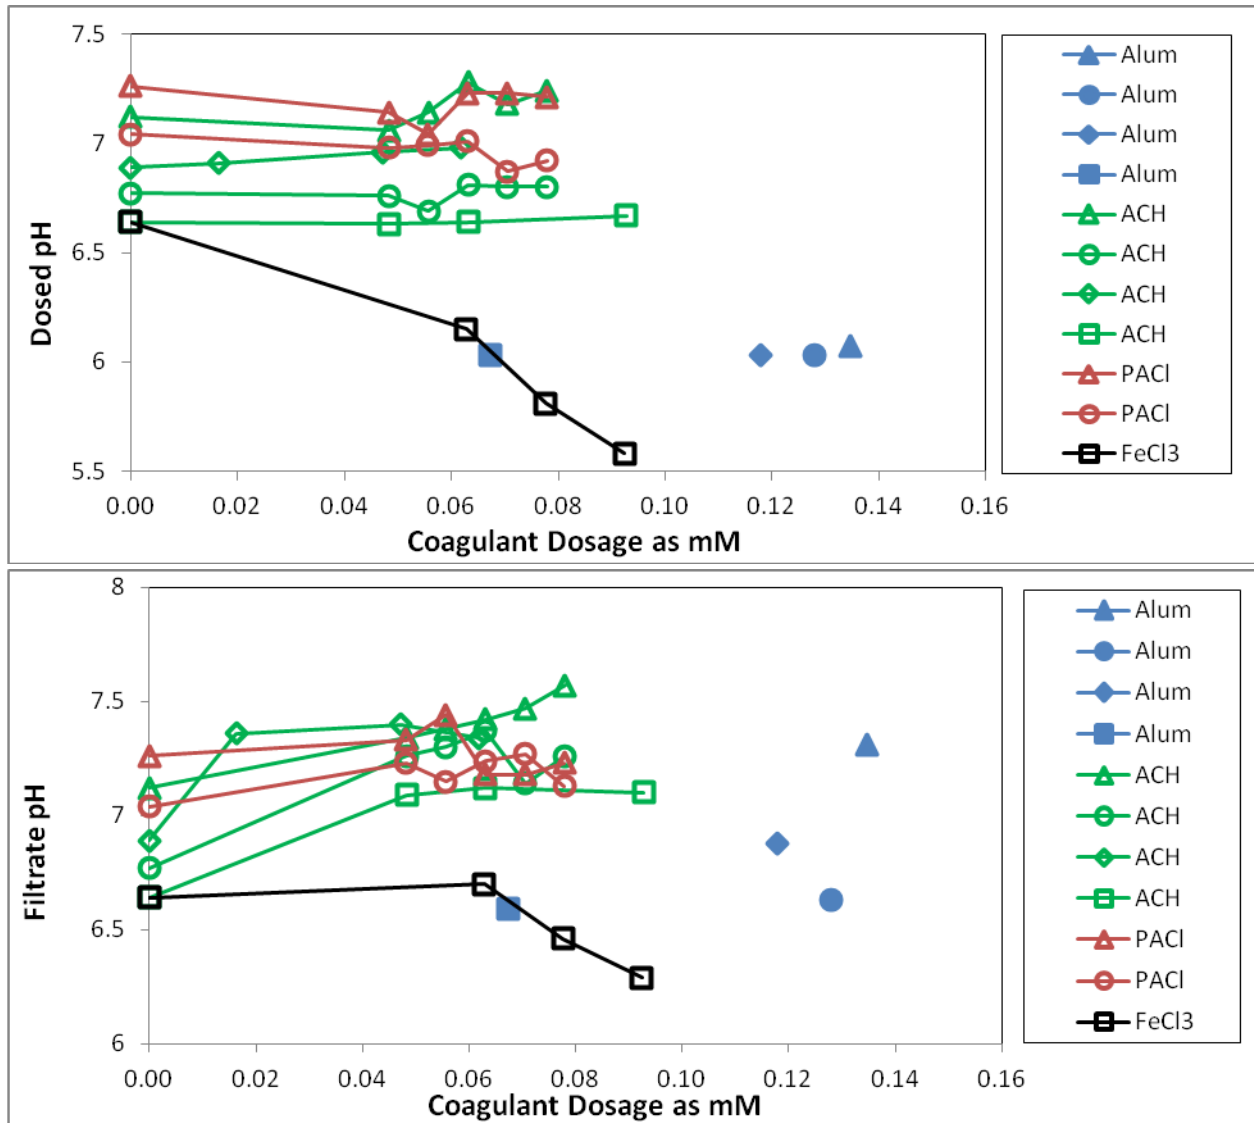 7.5
7
6.5
6
5.5
Dosed pH
0.00 0.02 0.04 0.06 0.08 0.10 0.12 0.14 0.16
Coagulant Dosage as mM
Alum
Alum
Alum
Alum
ACH
ACH
ACH
ACH
PACl
PACl
FeCl3
8
7.5
7
6.5
6
Filtrate pH
0.00 0.02 0.04 0.06 0.08 0.10 0.12 0.14 0.16
Coagulant Dosage as mM
Alum
Alum
Alum
Alum
ACH
ACH
ACH
ACH
PACl
PACl
FeCl3